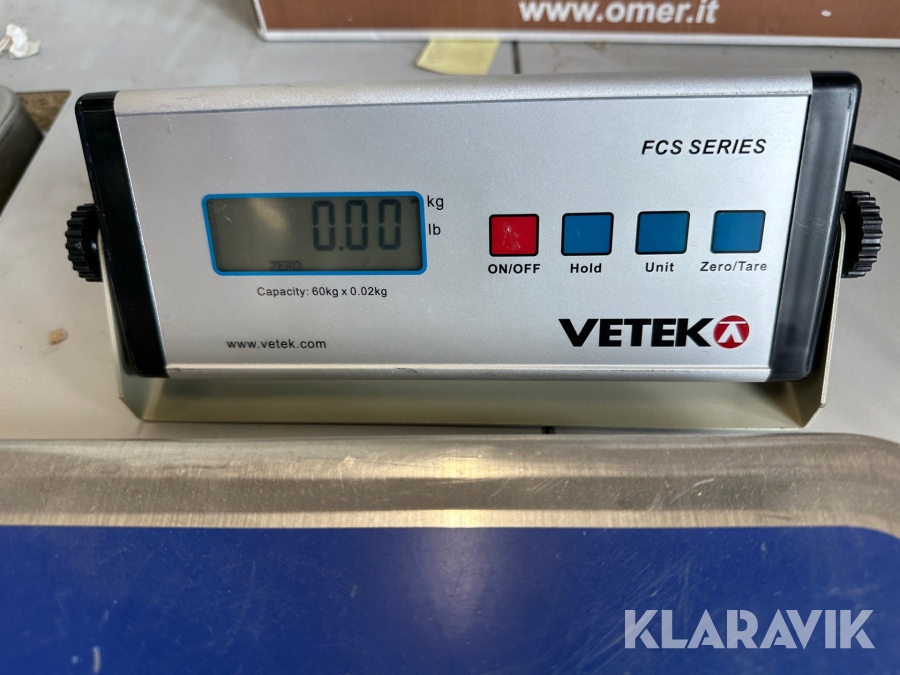 www.omer.it
FCS SERIES
0.00
kg
lb
ZERO
ON/OFF
Hold
Unit
Zero/Tare
Capacity: 60kg x 0.02kg
VETEK
www.vetek.com
KLARAVIK